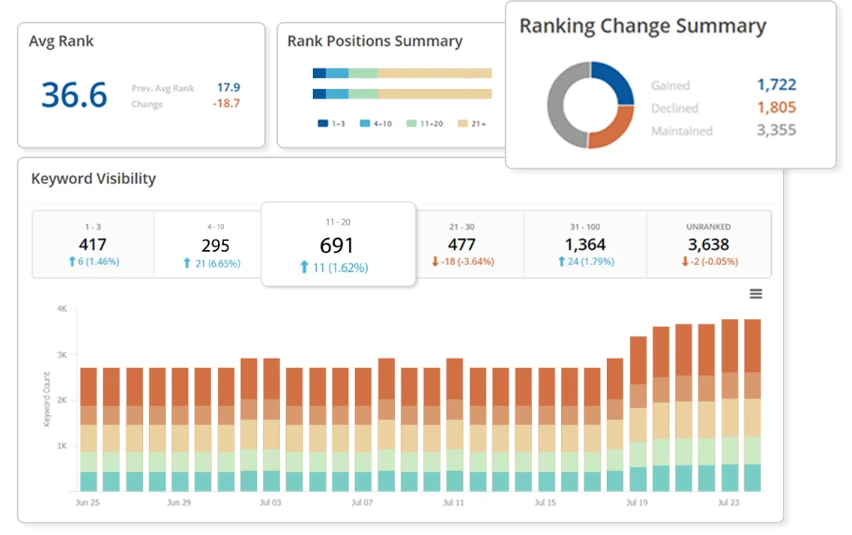 Avg Rank
36.6
Prev. Avg Rank 17.9
Change -18.7
Rank Positions Summary
1-3 4-10 11-20 21+
Ranking Change Summary
Gained 1,722
Declined 1,805
Maintained 3,355
Keyword Visibility
1 - 3
417
6 (1.46%)
4 - 10
295
21 (6.65%)
11 - 20
691
11 (1.62%)
21 - 30
477
-18 (-3.64%)
31 - 100
1,364
24 (1.79%)
UNRANKED
3,638
-2 (-0.05%)
Keyword Count
4K
3K
2K
1K
Jun 25 Jun 29 Jul 03 Jul 07 Jul 11 Jul 15 Jul 19 Jul 23